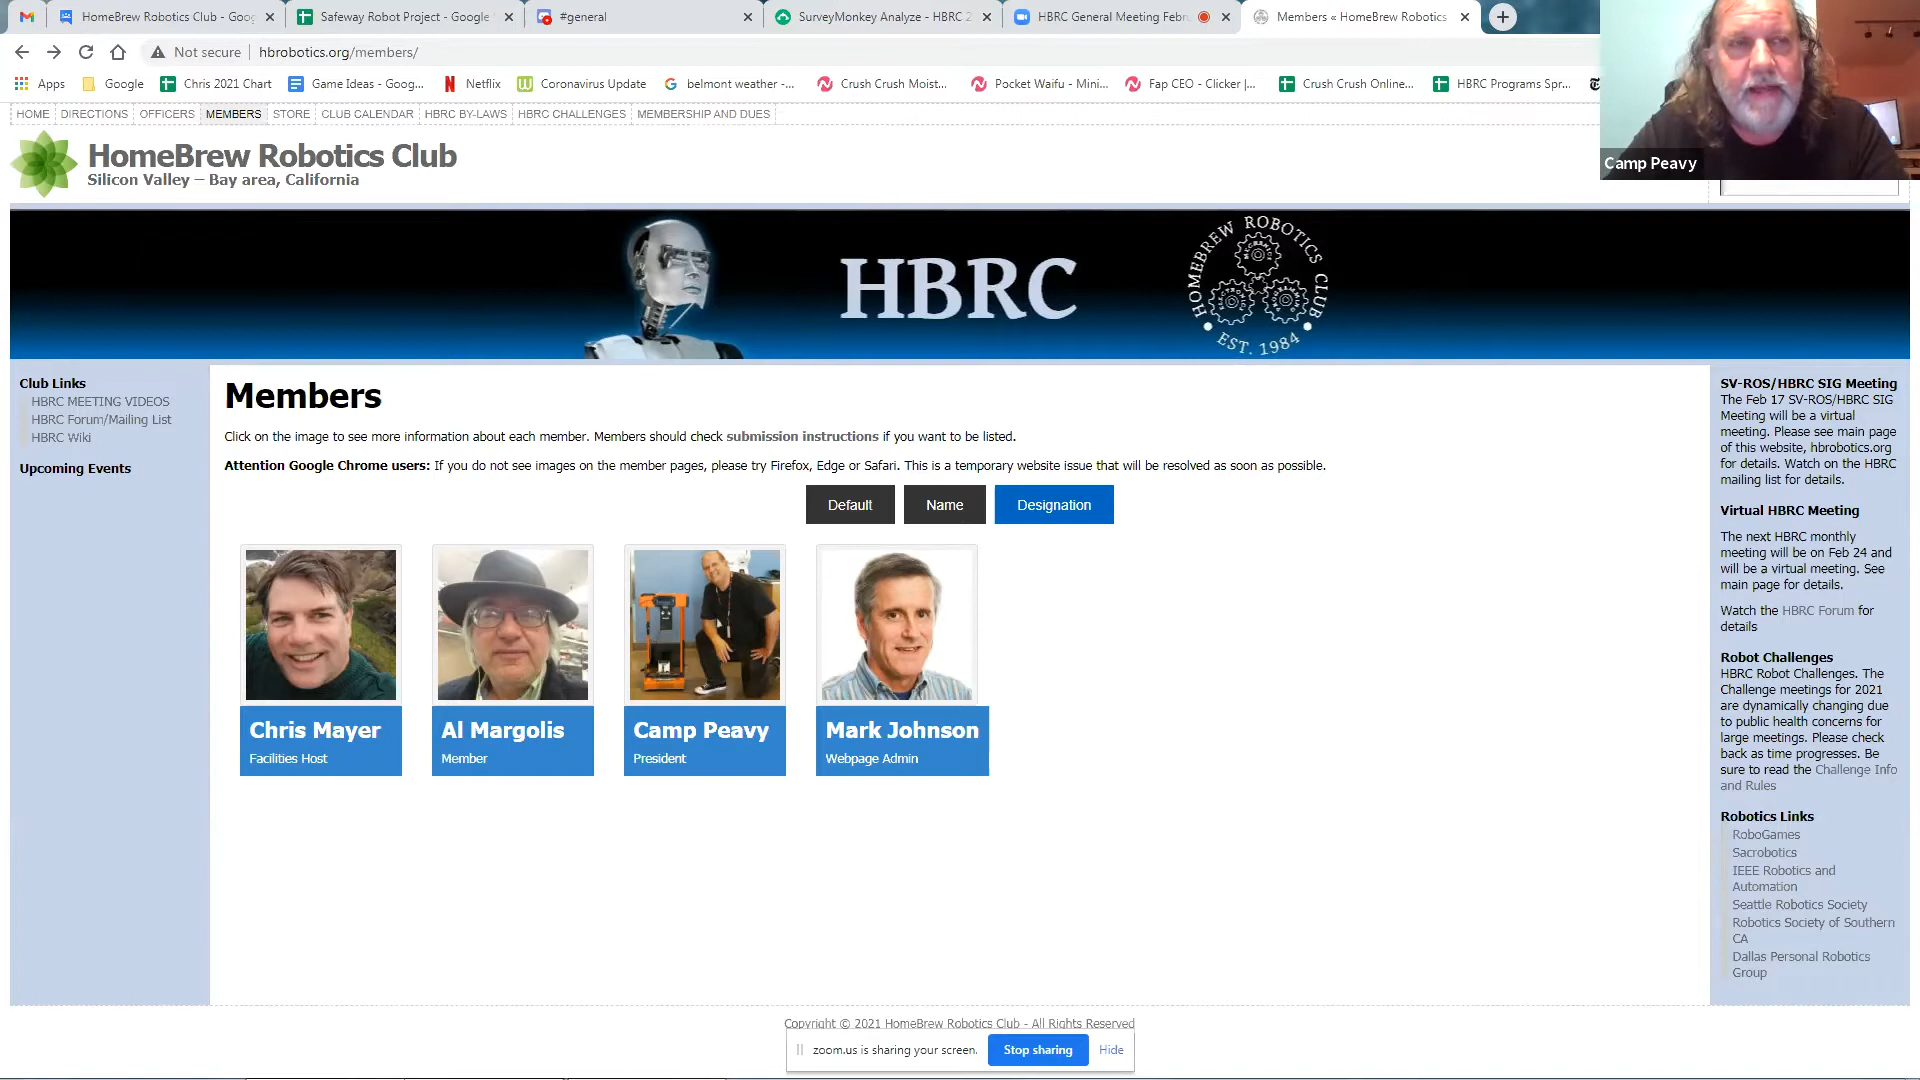 HomeBrew Robotics Club - Goog
Safeway Robot Project - Google
#general
SurveyMonkey Analyze - HBRC 2
HBRC General Meeting Febru
Members « HomeBrew Robotics
Not secure
hbrobotics.org/members/
Apps
Google
Chris 2021 Chart
Game Ideas - Goog...
Netflix
Coronavirus Update
belmont weather -...
Crush Crush Moist...
Pocket Waifu - Mini...
Fap CEO - Clicker |...
Crush Crush Online...
HBRC Programs Spr...
HOME
DIRECTIONS
OFFICERS
MEMBERS
STORE
CLUB CALENDAR
HBRC BY-LAWS
HBRC CHALLENGES
MEMBERSHIP AND DUES
Camp Peavy
HomeBrew Robotics Club
Silicon Valley – Bay area, California
HBRC
HOMEBREW ROBOTICS CLUB
EST. 1984
Club Links
HBRC MEETING VIDEOS
HBRC Forum/Mailing List
HBRC Wiki
Upcoming Events
Members
Click on the image to see more information about each member. Members should check submission instructions if you want to be listed.
Attention Google Chrome users: If you do not see images on the member pages, please try Firefox, Edge or Safari. This is a temporary website issue that will be resolved as soon as possible.
Default
Name
Designation
Chris Mayer
Facilities Host
Al Margolis
Member
Camp Peavy
President
Mark Johnson
Webpage Admin
SV-ROS/HBRC SIG Meeting
The Feb 17 SV-ROS/HBRC SIG
Meeting will be a virtual
meeting. Please see main page
of this website, hbrobotics.org
for details. Watch on the HBRC
mailing list for details.
Virtual HBRC Meeting
The next HBRC monthly
meeting will be on Feb 24 and
will be a virtual meeting. See
main page for details.
Watch the HBRC Forum for
details
Robot Challenges
HBRC Robot Challenges. The
Challenge meetings for 2021
are dynamically changing due
to public health concerns for
large meetings. Please check
back as time progresses. Be
sure to read the Challenge Info
and Rules
Robotics Links
RoboGames
Sacrobotics
IEEE Robotics and
Automation
Seattle Robotics Society
Robotics Society of Southern
CA
Dallas Personal Robotics
Group
Copyright © 2021 HomeBrew Robotics Club - All Rights Reserved
zoom.us is sharing your screen.
Stop sharing
Hide